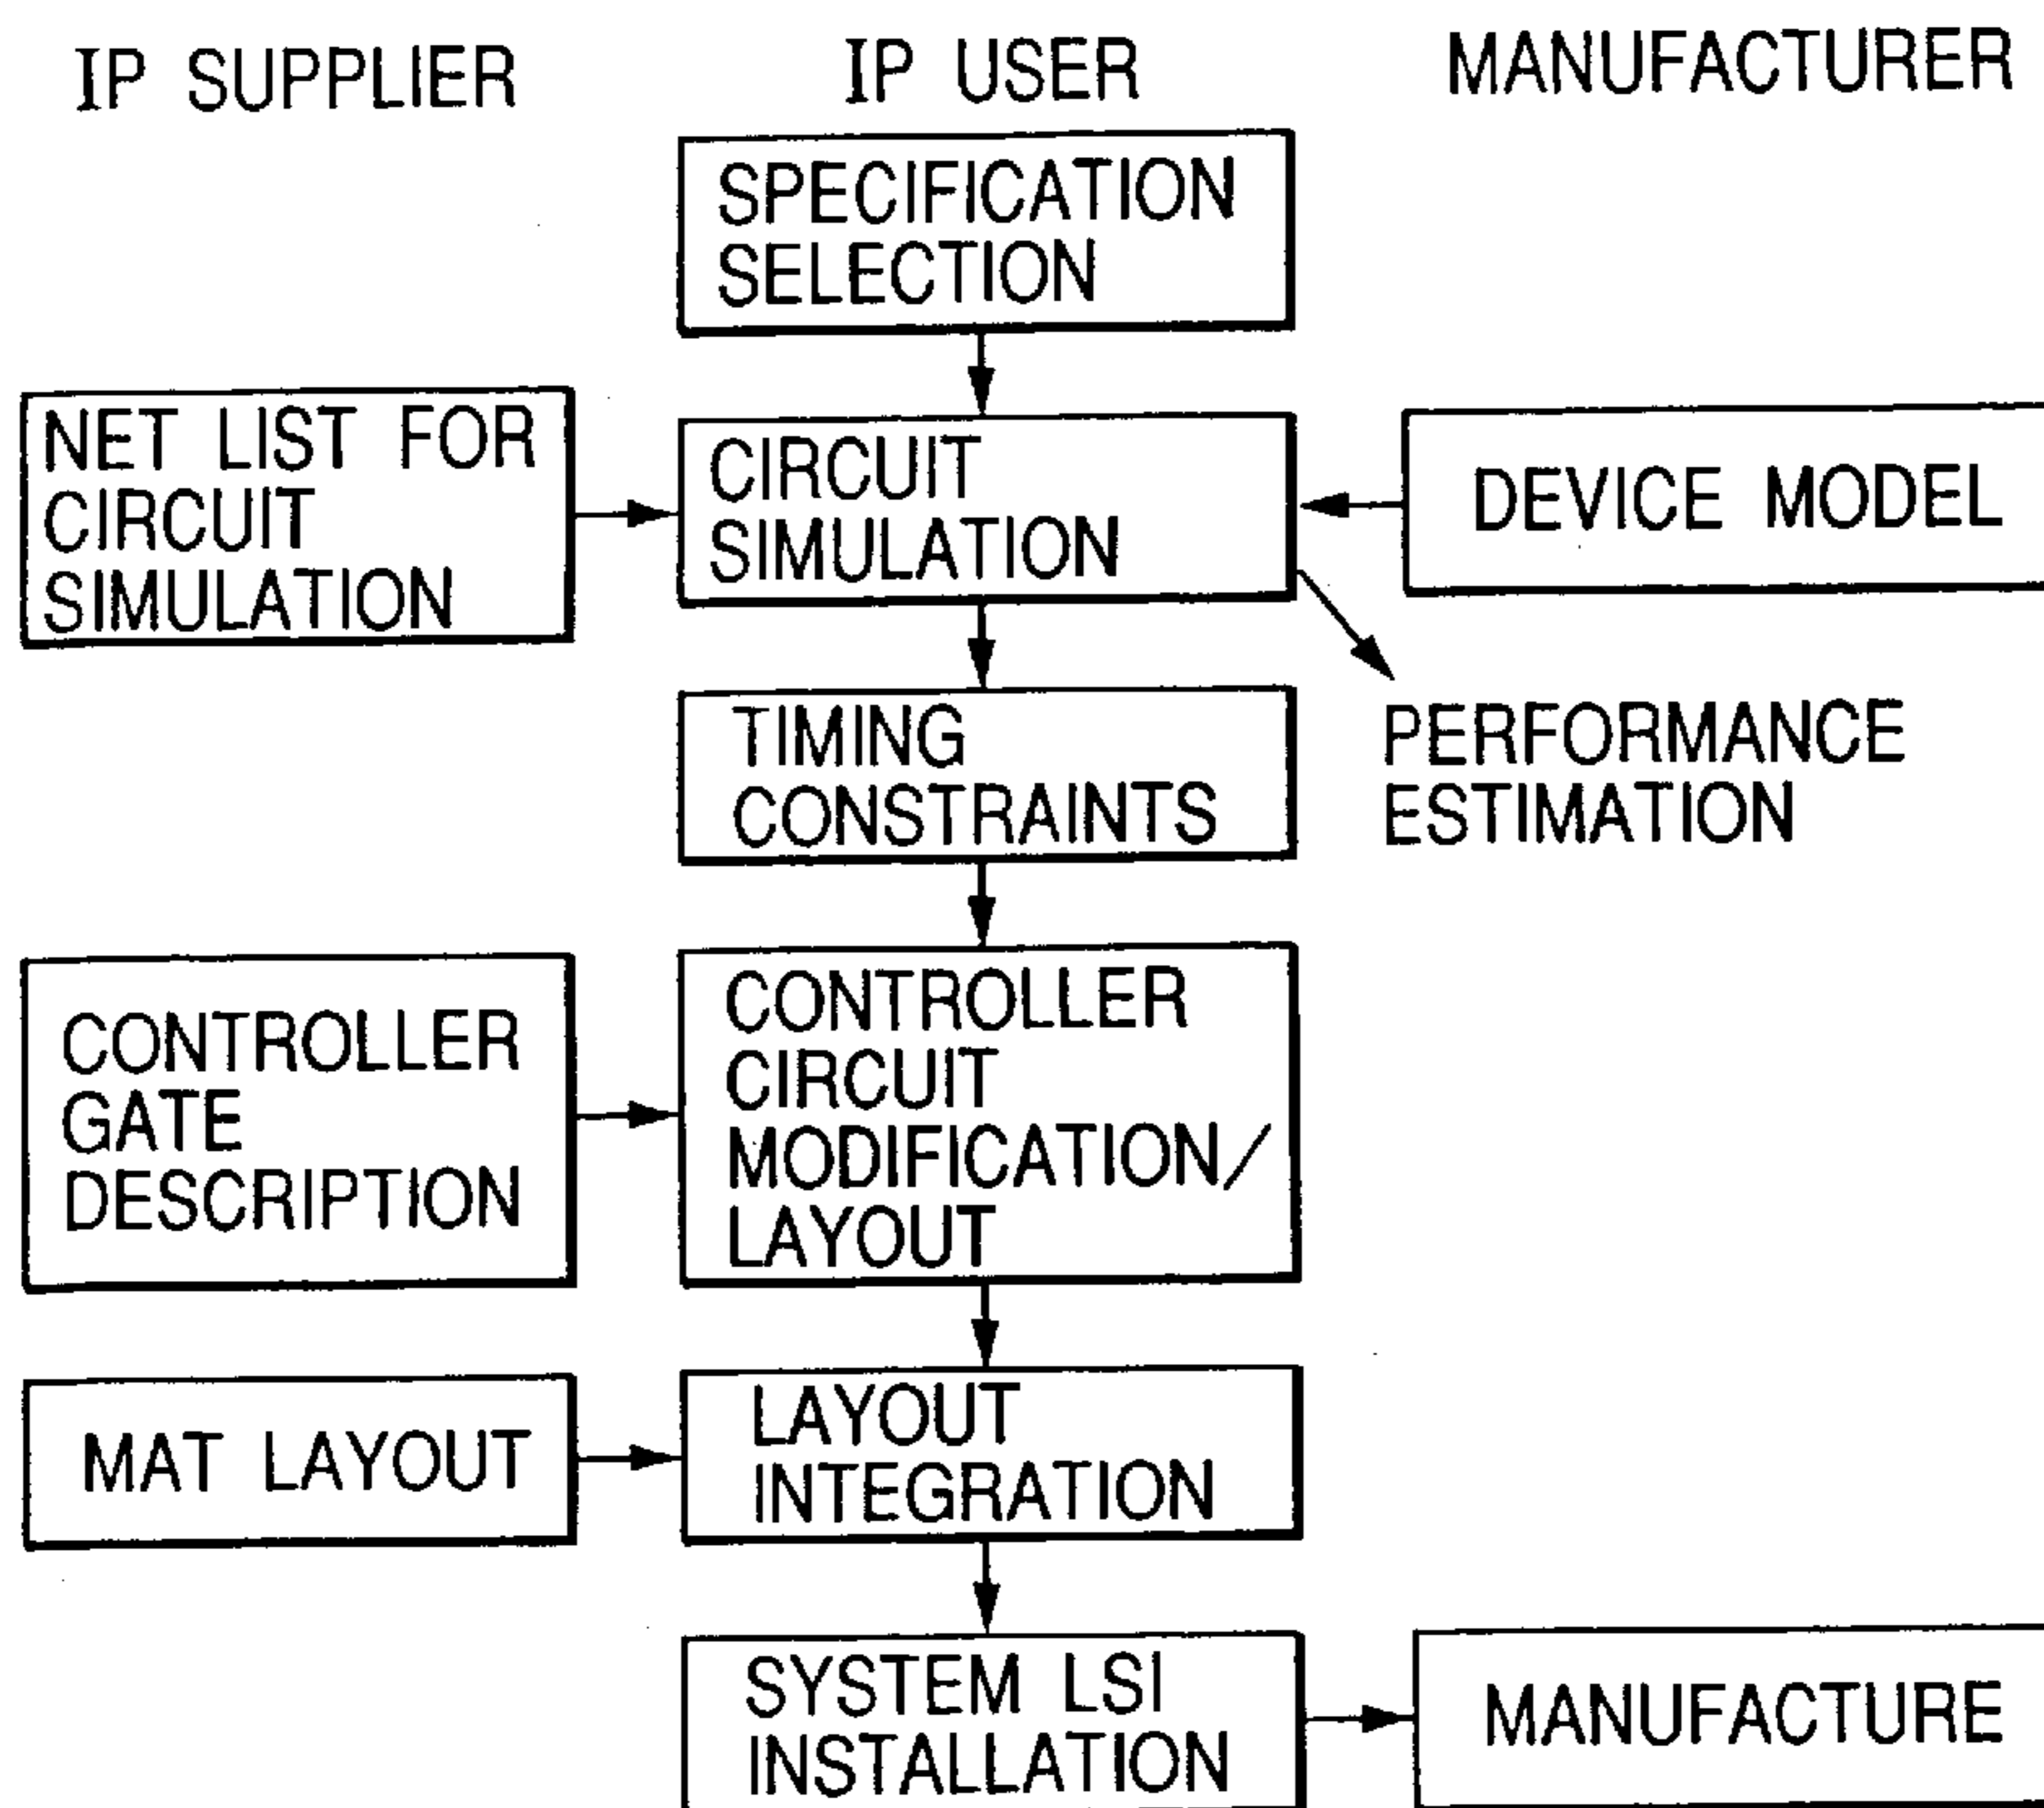 IP SUPPLIER
IP USER
MANUFACTURER
SPECIFICATION
SELECTION
NET LIST FOR
CIRCUIT
SIMULATION
CIRCUIT
SIMULATION
DEVICE MODEL
TIMING
CONSTRAINTS
PERFORMANCE
ESTIMATION
CONTROLLER
GATE
DESCRIPTION
CONTROLLER
CIRCUIT
MODIFICATION/
LAYOUT
MAT LAYOUT
LAYOUT
INTEGRATION
SYSTEM LSI
INSTALLATION
MANUFACTURE